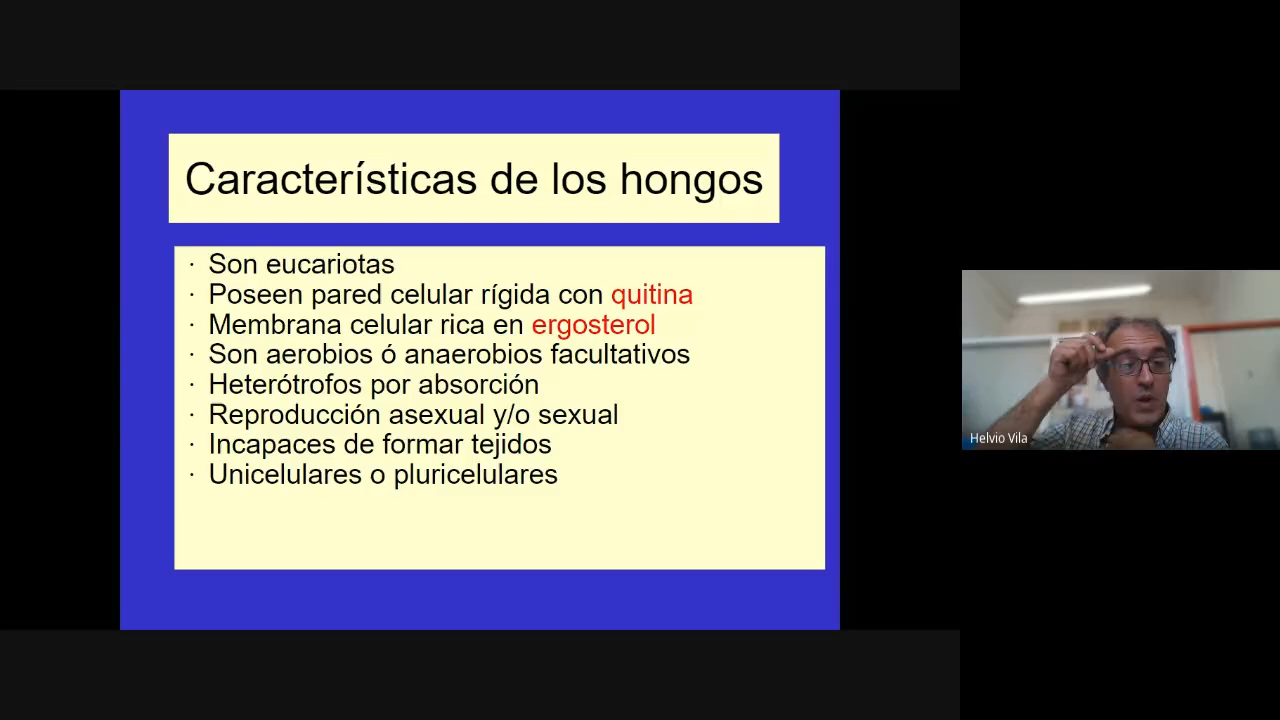 Características de los hongos
· Son eucariotas
· Poseen pared celular rígida con quitina
· Membrana celular rica en ergosterol
· Son aerobios ó anaerobios facultativos
· Heterótrofos por absorción
· Reproducción asexual y/o sexual
· Incapaces de formar tejidos
· Unicelulares o pluricelulares
Helvio Vila